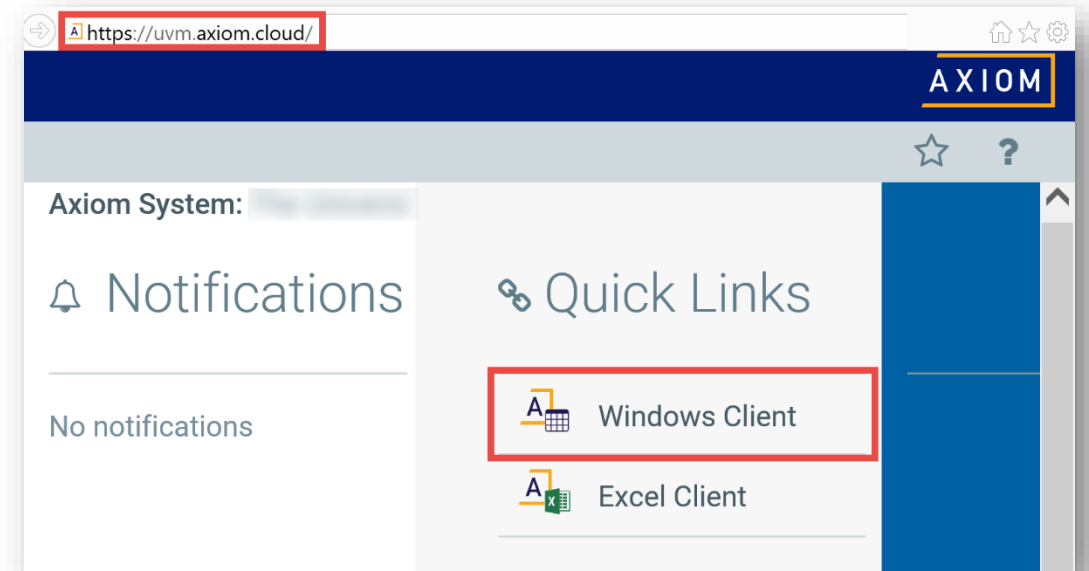 https://uvm.axiom.cloud/
AXIOM
?
Axiom System:
Notifications
Quick Links
No notifications
Windows Client
Excel Client